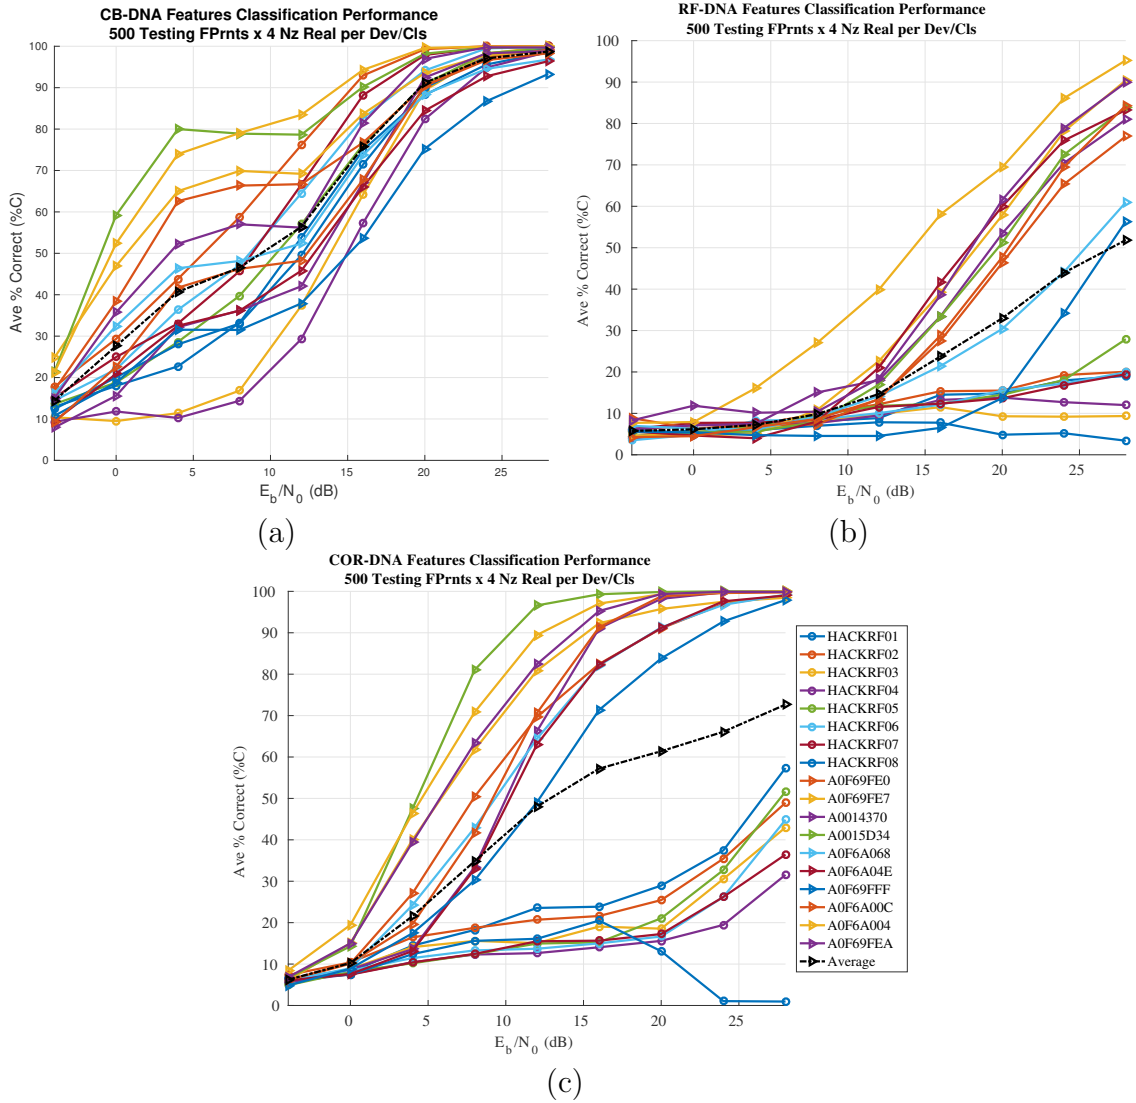 CB-DNA Features Classification Performance
500 Testing FPrnts x 4 Nz Real per Dev/Cls
Ave % Correct (%C)
100
90
80
70
60
50
40
30
20
10
0
0 5 10 15 20 25
E_b/N_0 (dB)
(a)
RF-DNA Features Classification Performance
500 Testing FPrnts x 4 Nz Real per Dev/Cls
Ave % Correct (%C)
100
90
80
70
60
50
40
30
20
10
0
0 5 10 15 20 25
E_b/N_0 (dB)
(b)
COR-DNA Features Classification Performance
500 Testing FPrnts x 4 Nz Real per Dev/Cls
Ave % Correct (%C)
100
90
80
70
60
50
40
30
20
10
0
0 5 10 15 20 25
E_b/N_0 (dB)
HACKRF01
HACKRF02
HACKRF03
HACKRF04
HACKRF05
HACKRF06
HACKRF07
HACKRF08
A0F69FE0
A0F69FE7
A0014370
A0015D34
A0F6A068
A0F6A04E
A0F69FFF
A0F6A00C
A0F6A004
A0F69FEA
Average
(c)